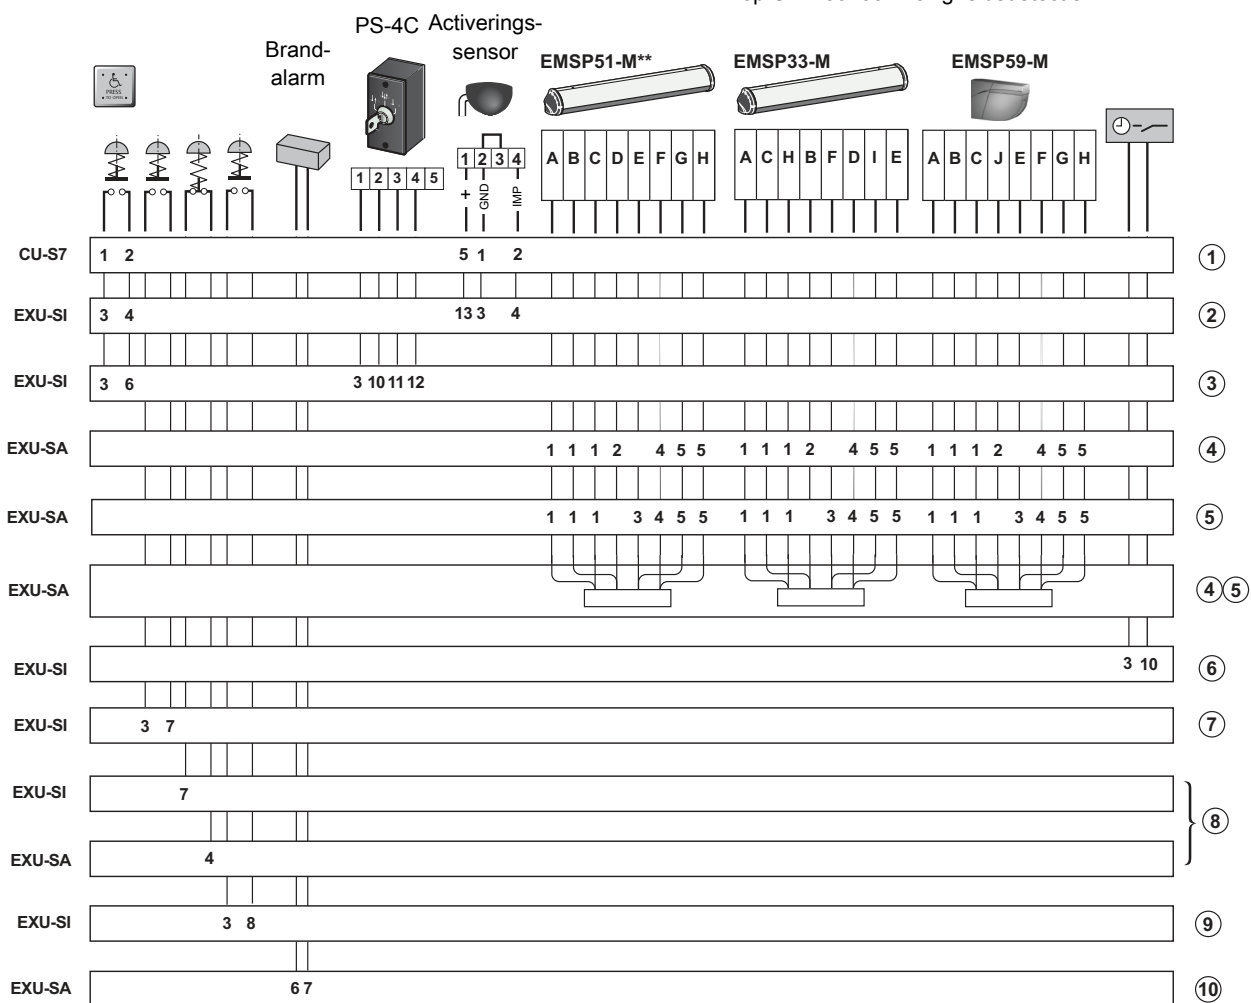 PS-4C
Activerings-
sensor
Brand-
alarm
EMSP51-M**
EMSP33-M
EMSP59-M
PRESS
1 2 3 4 5
1 2 3 4
+ GND IMP
A B C D E F G H
A C H B F D I E
A B C J E F G H
CU-S7 1 2 5 1 2 1
EXU-SI 3 4 13 3 4 2
EXU-SI 3 6 3 10 11 12 3
EXU-SA 1 1 1 2 4 5 5 1 1 1 2 4 5 5 1 1 1 2 4 5 5 4
EXU-SA 1 1 1 3 4 5 5 1 1 1 3 4 5 5 1 1 1 3 4 5 5 5
EXU-SA 4 5
EXU-SI 3 10 6
EXU-SI 3 7 7
EXU-SI 7
8
EXU-SA 4
EXU-SI 3 8 9
EXU-SA 6 7 10